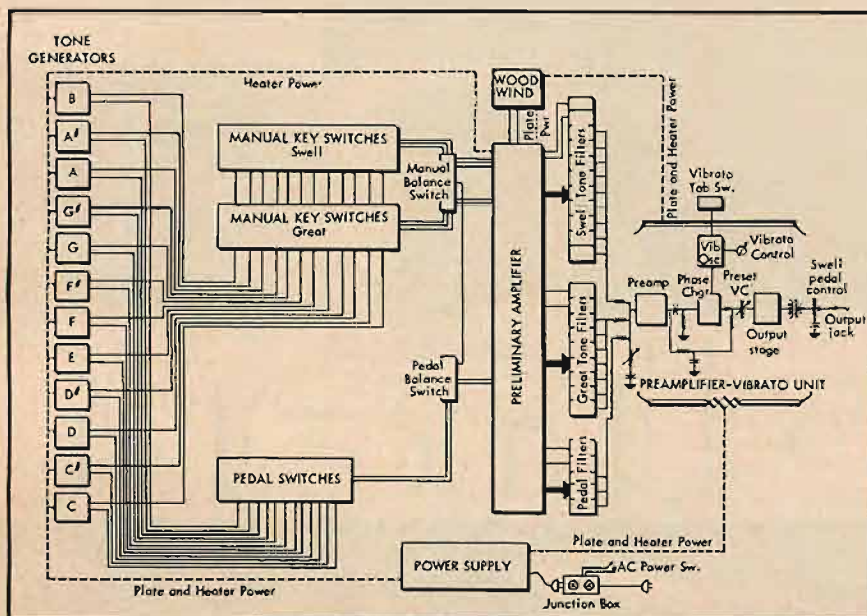 TONE
GENERATORS
B
A♯
A
G♯
G
F♯
F
E
D♯
D
C♯
C
Heater Power
MANUAL KEY SWITCHES
Swell
MANUAL KEY SWITCHES
Great
Manual
Balance
Switch
PEDAL SWITCHES
Pedal
Balance
Switch
WOOD
WIND
Plate
Pwr
PRELIMINARY AMPLIFIER
Swell Tone Filters
Great Tone Filters
Pedal Filters
Plate and Heater Power
Vibrato
Tab Sw.
Vib
Osc
Vibrato
Control
Preamp
Phase
Chgr
Preset
VC
Output
stage
Swell
pedal
control
Output
jack
PREAMPLIFIER-VIBRATO UNIT
Plate and Heater Power
POWER SUPPLY
AC Power Sw.
Junction Box
Plate and Heater Power